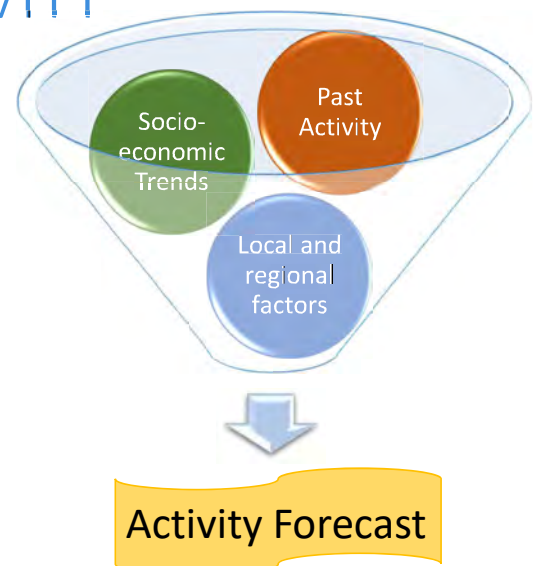 Past
Activity
Socio-
economic
Trends
Local and
regional
factors
Activity Forecast